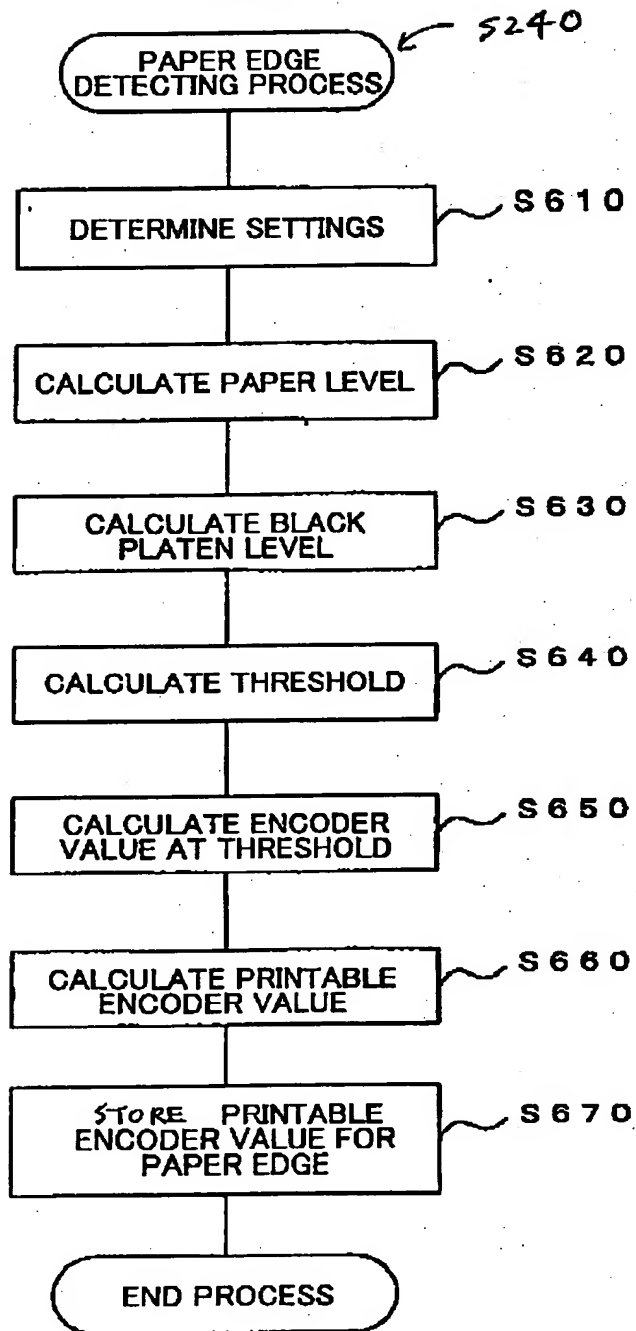 S240
PAPER EDGE
DETECTING PROCESS
S610
DETERMINE SETTINGS
S620
CALCULATE PAPER LEVEL
S630
CALCULATE BLACK
PLATEN LEVEL
S640
CALCULATE THRESHOLD
S650
CALCULATE ENCODER
VALUE AT THRESHOLD
S660
CALCULATE PRINTABLE
ENCODER VALUE
S670
STORE PRINTABLE
ENCODER VALUE FOR
PAPER EDGE
END PROCESS